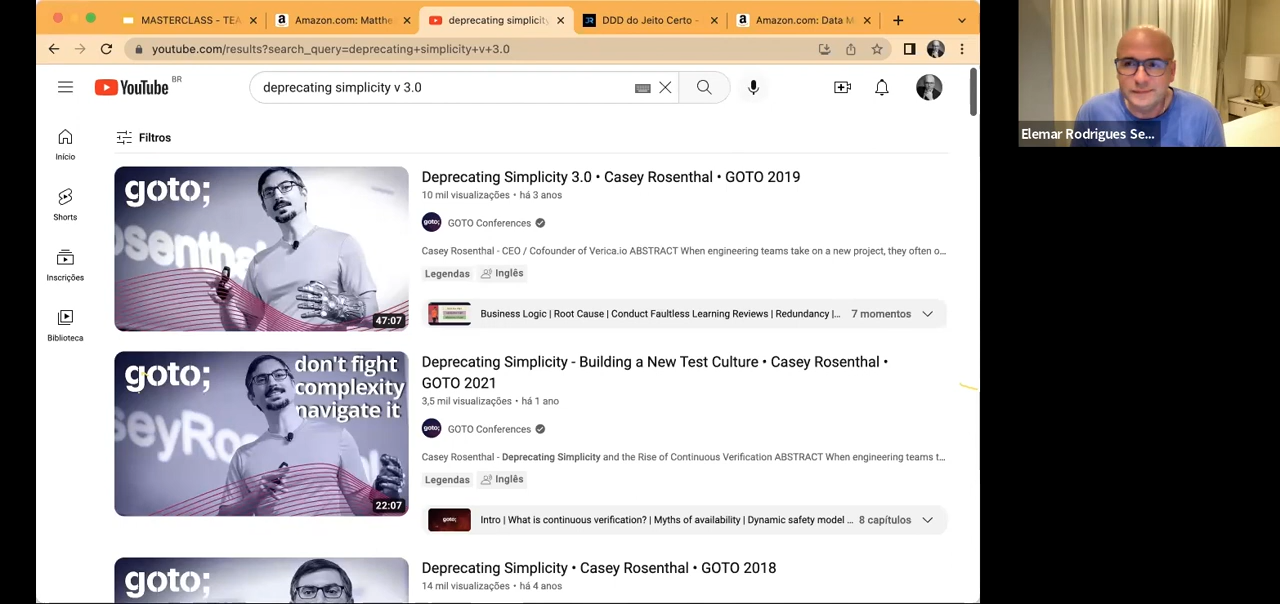 MASTERCLASS - TEA
Amazon.com: Matthe
deprecating simplicity
DDD do Jeito Certo -
Amazon.com: Data M
youtube.com/results?search_query=deprecating+simplicity+v+3.0
YouTube BR
deprecating simplicity v 3.0
Elemar Rodrigues Se...
Início
Shorts
Inscrições
Biblioteca
Filtros
goto;
osenthal
47:07
Deprecating Simplicity 3.0 • Casey Rosenthal • GOTO 2019
10 mil visualizações • há 3 anos
goto; GOTO Conferences
Casey Rosenthal - CEO / Cofounder of Verica.io ABSTRACT When engineering teams take on a new project, they often o...
Legendas Inglês
Business Logic | Root Cause | Conduct Faultless Learning Reviews | Redundancy |... 7 momentos
goto;
don't fight
complexity
navigate it
seyRo
22:07
Deprecating Simplicity - Building a New Test Culture • Casey Rosenthal •
GOTO 2021
3,5 mil visualizações • há 1 ano
goto; GOTO Conferences
Casey Rosenthal - Deprecating Simplicity and the Rise of Continuous Verification ABSTRACT When engineering teams t...
Legendas Inglês
goto; Intro | What is continuous verification? | Myths of availability | Dynamic safety model ... 8 capítulos
goto;
Deprecating Simplicity • Casey Rosenthal • GOTO 2018
14 mil visualizações • há 4 anos